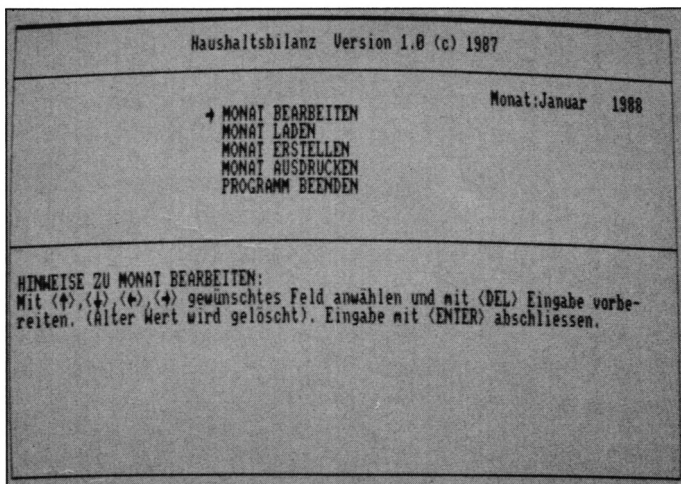 Haushaltsbilanz Version 1.0 (c) 1987
Monat:Januar 1988
→ MONAT BEARBEITEN
MONAT LADEN
MONAT ERSTELLEN
MONAT AUSDRUCKEN
PROGRAMM BEENDEN
HINWEISE ZU MONAT BEARBEITEN:
Mit <↑>,<↓>,<←>,<→> gewünschtes Feld anwählen und mit <DEL> Eingabe vorbe-
reiten. (Alter Wert wird gelöscht). Eingabe mit <ENTER> abschliessen.